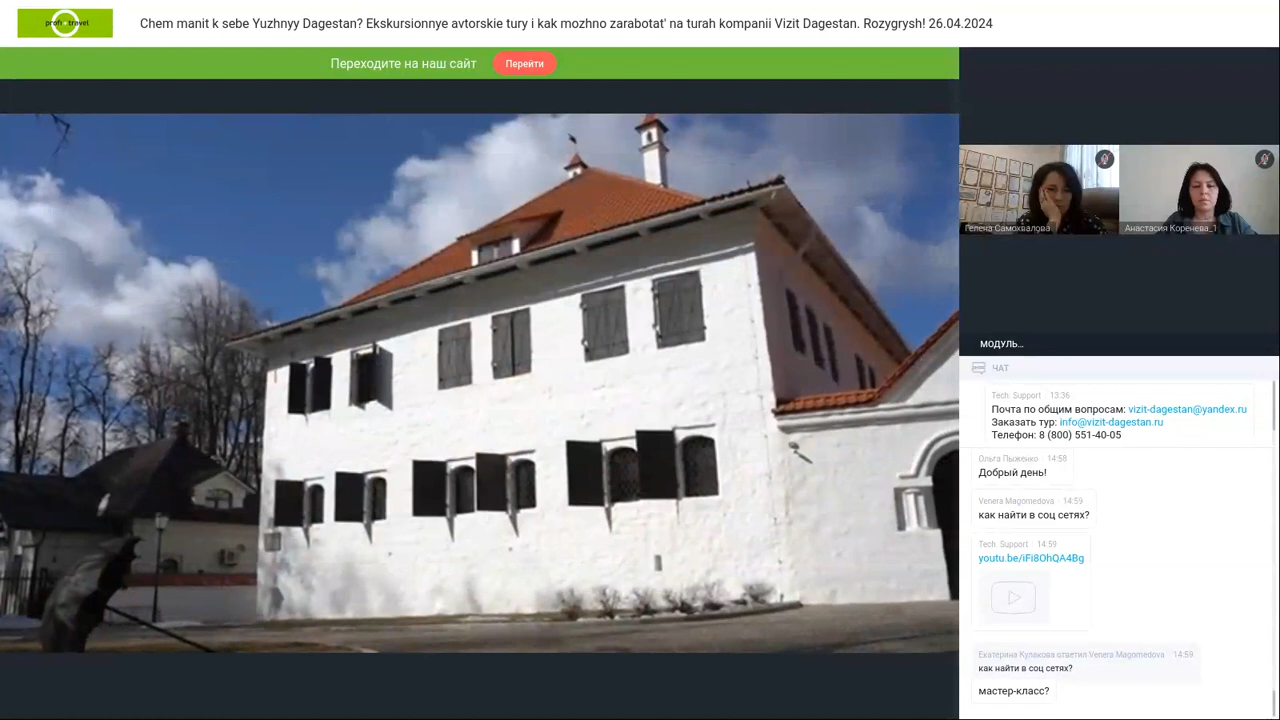 profi travel
Chem manit k sebe Yuzhnyy Dagestan? Ekskursionnye avtorskie tury i kak mozhno zarabotat' na turah kompanii Vizit Dagestan. Rozygrysh! 26.04.2024
Переходите на наш сайт
Перейти
Гелена Самохвалова
Анастасия Коренева_1
МОДУЛЬ...
ЧАТ
Tech. Support 13:36
Почта по общим вопросам: vizit-dagestan@yandex.ru
Заказать тур: info@vizit-dagestan.ru
Телефон: 8 (800) 551-40-05
Ольга Пыженко 14:58
Добрый день!
Venera Magomedova 14:59
как найти в соц сетях?
Tech. Support 14:59
youtu.be/iFi8OhQA4Bg
Екатерина Кулакова ответил Venera Magomedova 14:59
как найти в соц сетях?
мастер-класс?